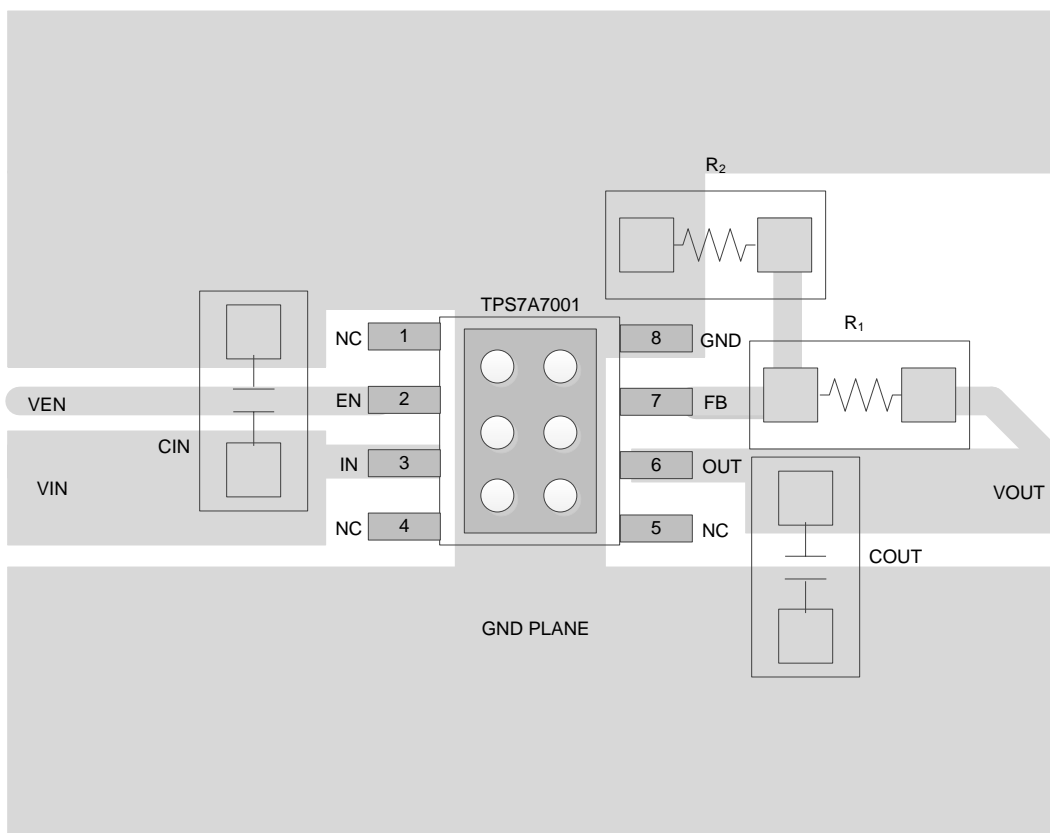 R₂
TPS7A7001
R₁
NC 1
8 GND
VEN
EN 2
7 FB
CIN
IN 3
6 OUT
VIN
VOUT
NC 4
5 NC
COUT
GND PLANE